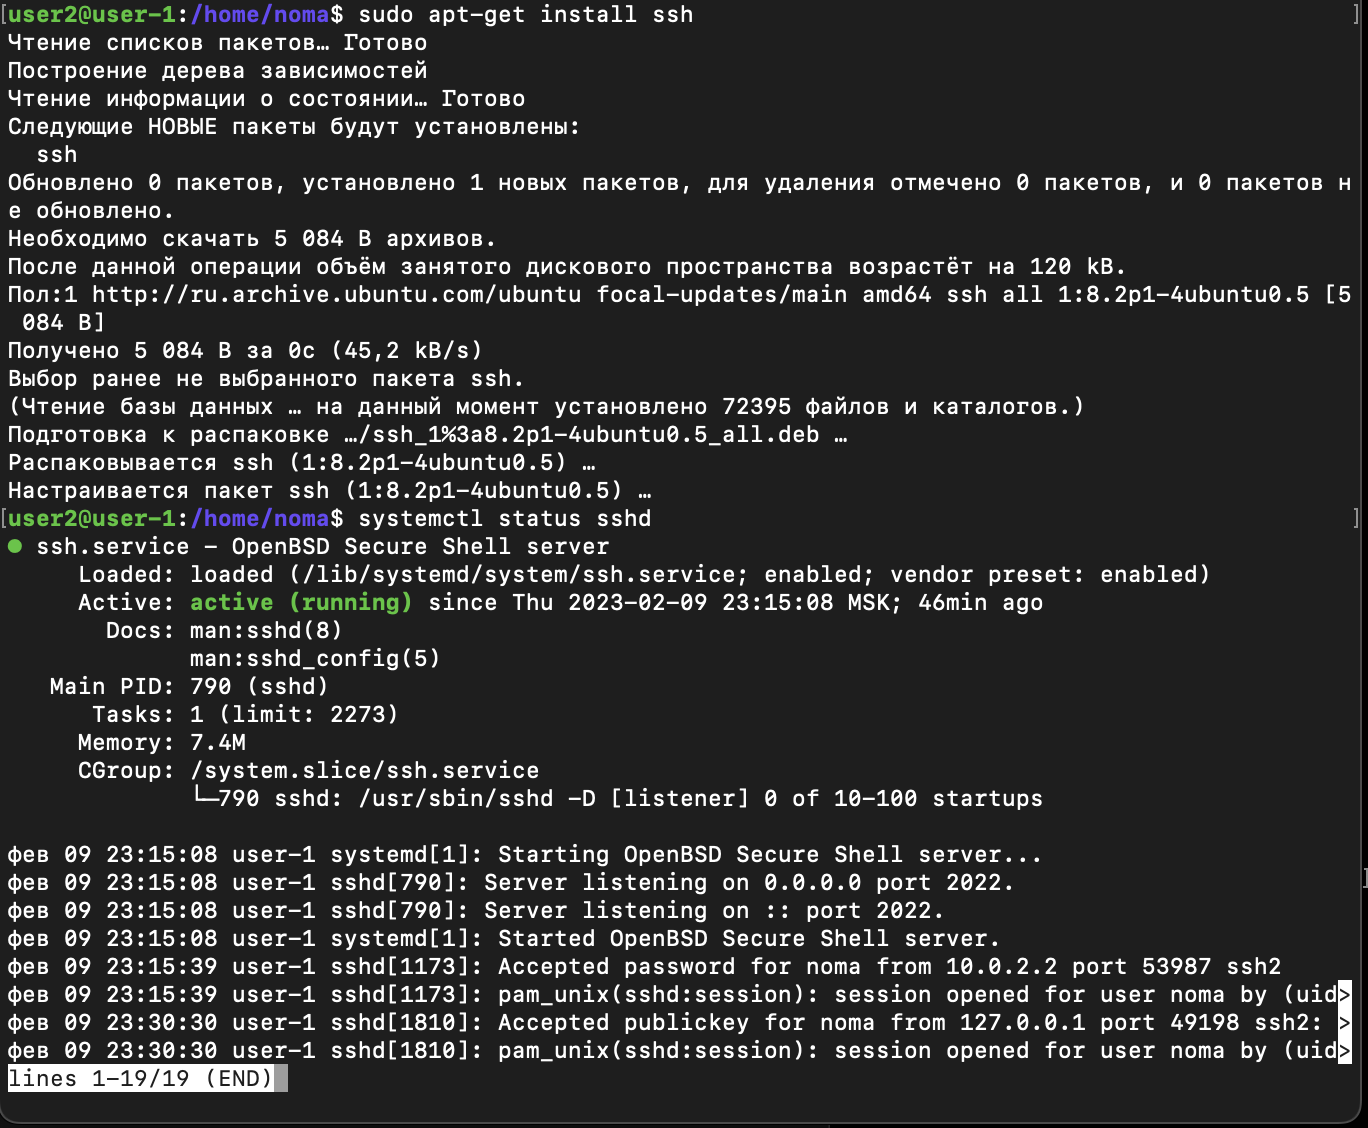 [user2@user-1:/home/noma$ sudo apt-get install ssh ]
Чтение списков пакетов… Готово
Построение дерева зависимостей
Чтение информации о состоянии… Готово
Следующие НОВЫЕ пакеты будут установлены:
  ssh
Обновлено 0 пакетов, установлено 1 новых пакетов, для удаления отмечено 0 пакетов, и 0 пакетов н
е обновлено.
Необходимо скачать 5 084 B архивов.
После данной операции объём занятого дискового пространства возрастёт на 120 kB.
Пол:1 http://ru.archive.ubuntu.com/ubuntu focal-updates/main amd64 ssh all 1:8.2p1-4ubuntu0.5 [5
 084 B]
Получено 5 084 B за 0с (45,2 kB/s)
Выбор ранее не выбранного пакета ssh.
(Чтение базы данных … на данный момент установлено 72395 файлов и каталогов.)
Подготовка к распаковке …/ssh_1%3a8.2p1-4ubuntu0.5_all.deb …
Распаковывается ssh (1:8.2p1-4ubuntu0.5) …
Настраивается пакет ssh (1:8.2p1-4ubuntu0.5) …
[user2@user-1:/home/noma$ systemctl status sshd ]
● ssh.service - OpenBSD Secure Shell server
     Loaded: loaded (/lib/systemd/system/ssh.service; enabled; vendor preset: enabled)
     Active: active (running) since Thu 2023-02-09 23:15:08 MSK; 46min ago
       Docs: man:sshd(8)
             man:sshd_config(5)
   Main PID: 790 (sshd)
      Tasks: 1 (limit: 2273)
     Memory: 7.4M
     CGroup: /system.slice/ssh.service
             └─790 sshd: /usr/sbin/sshd -D [listener] 0 of 10-100 startups

фев 09 23:15:08 user-1 systemd[1]: Starting OpenBSD Secure Shell server...
фев 09 23:15:08 user-1 sshd[790]: Server listening on 0.0.0.0 port 2022.
фев 09 23:15:08 user-1 sshd[790]: Server listening on :: port 2022.
фев 09 23:15:08 user-1 systemd[1]: Started OpenBSD Secure Shell server.
фев 09 23:15:39 user-1 sshd[1173]: Accepted password for noma from 10.0.2.2 port 53987 ssh2
фев 09 23:15:39 user-1 sshd[1173]: pam_unix(sshd:session): session opened for user noma by (uid>
фев 09 23:30:30 user-1 sshd[1810]: Accepted publickey for noma from 127.0.0.1 port 49198 ssh2: >
фев 09 23:30:30 user-1 sshd[1810]: pam_unix(sshd:session): session opened for user noma by (uid>
lines 1-19/19 (END)